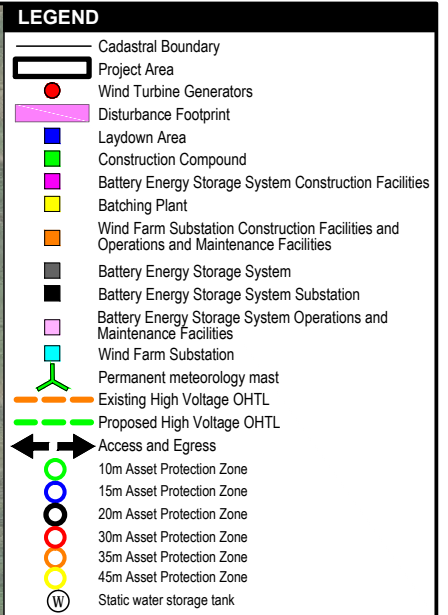 LEGEND
Cadastral Boundary
Project Area
Wind Turbine Generators
Disturbance Footprint
Laydown Area
Construction Compound
Battery Energy Storage System Construction Facilities
Batching Plant
Wind Farm Substation Construction Facilities and
Operations and Maintenance Facilities
Battery Energy Storage System
Battery Energy Storage System Substation
Battery Energy Storage System Operations and
Maintenance Facilities
Wind Farm Substation
Permanent meteorology mast
Existing High Voltage OHTL
Proposed High Voltage OHTL
Access and Egress
10m Asset Protection Zone
15m Asset Protection Zone
20m Asset Protection Zone
30m Asset Protection Zone
35m Asset Protection Zone
45m Asset Protection Zone
W Static water storage tank